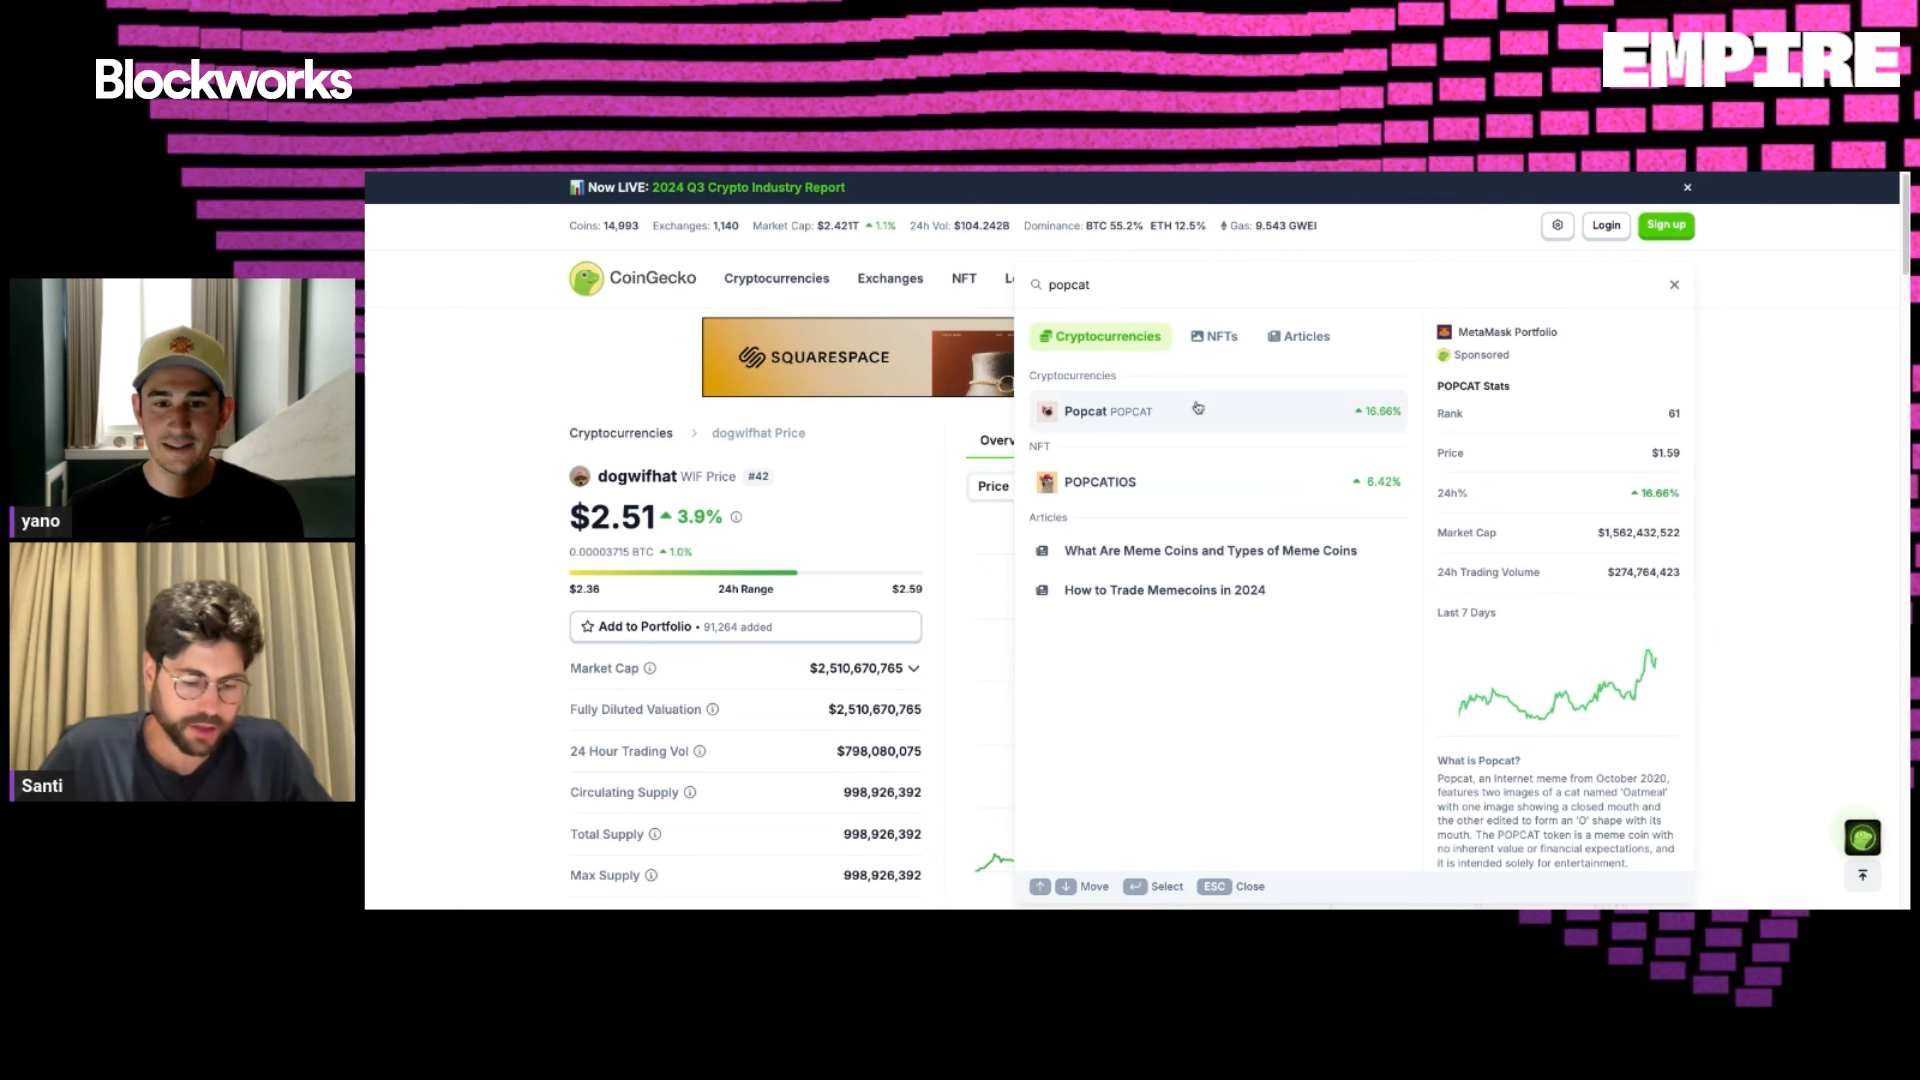 Blockworks
EMPIRE
Now LIVE: 2024 Q3 Crypto Industry Report
Coins: 14,993 Exchanges: 1,140 Market Cap: $2.421T 1.1% 24h Vol: $104.242B Dominance: BTC 55.2% ETH 12.5% Gas: 9.543 GWEI
Login
Sign up
CoinGecko
Cryptocurrencies
Exchanges
NFT
popcat
SQUARESPACE
Cryptocurrencies
NFTs
Articles
Cryptocurrencies
Popcat POPCAT 16.66%
NFT
POPCATIOS 6.42%
Articles
What Are Meme Coins and Types of Meme Coins
How to Trade Memecoins in 2024
Move
Select
ESC Close
MetaMask Portfolio
Sponsored
POPCAT Stats
Rank 61
Price $1.59
24h% 16.66%
Market Cap $1,562,432,522
24h Trading Volume $274,764,423
Last 7 Days
What is Popcat?
Popcat, an Internet meme from October 2020,
features two images of a cat named 'Oatmeal'
with one image showing a closed mouth and
the other edited to form an 'O' shape with its
mouth. The POPCAT token is a meme coin with
no inherent value or financial expectations, and
it is intended solely for entertainment.
Cryptocurrencies > dogwifhat Price
Overv
Price
dogwifhat WIF Price #42
$2.51 3.9%
0.00003715 BTC 1.0%
$2.36 24h Range $2.59
Add to Portfolio • 91,264 added
Market Cap $2,510,670,765
Fully Diluted Valuation $2,510,670,765
24 Hour Trading Vol $798,080,075
Circulating Supply 998,926,392
Total Supply 998,926,392
Max Supply 998,926,392
yano
Santi